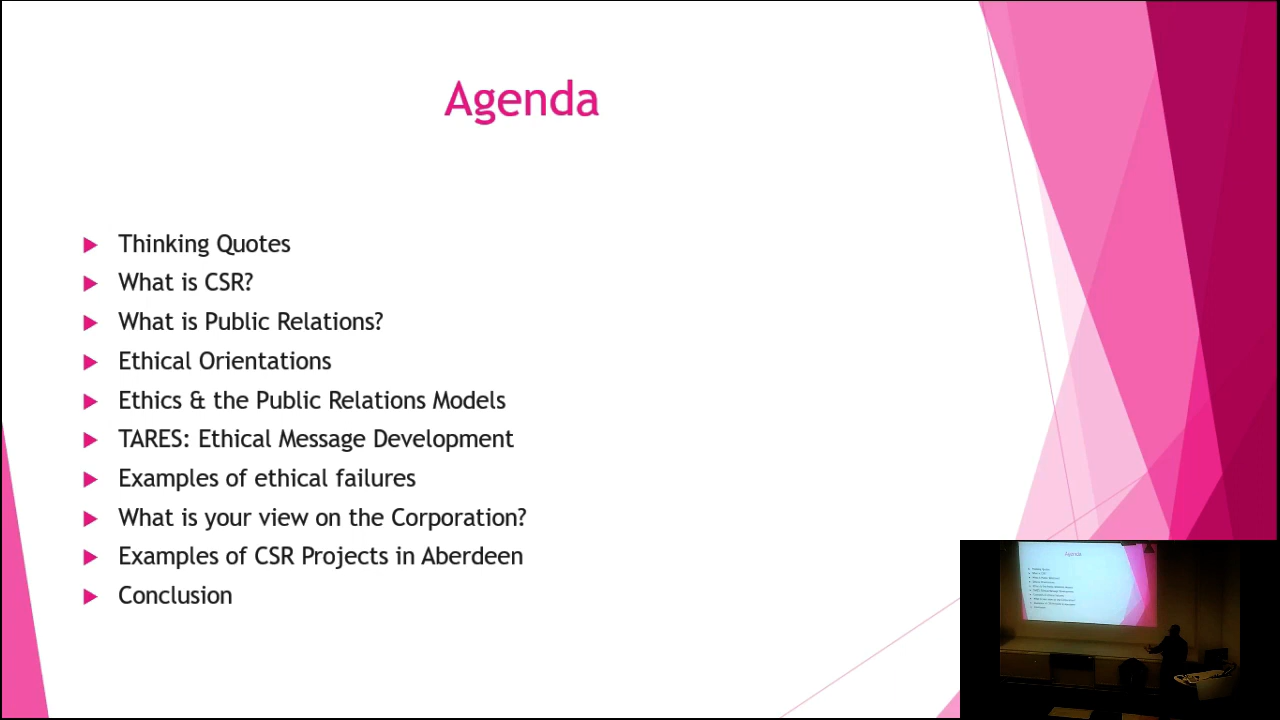 Agenda
Thinking Quotes
What is CSR?
What is Public Relations?
Ethical Orientations
Ethics & the Public Relations Models
TARES: Ethical Message Development
Examples of ethical failures
What is your view on the Corporation?
Examples of CSR Projects in Aberdeen
Conclusion
Agenda